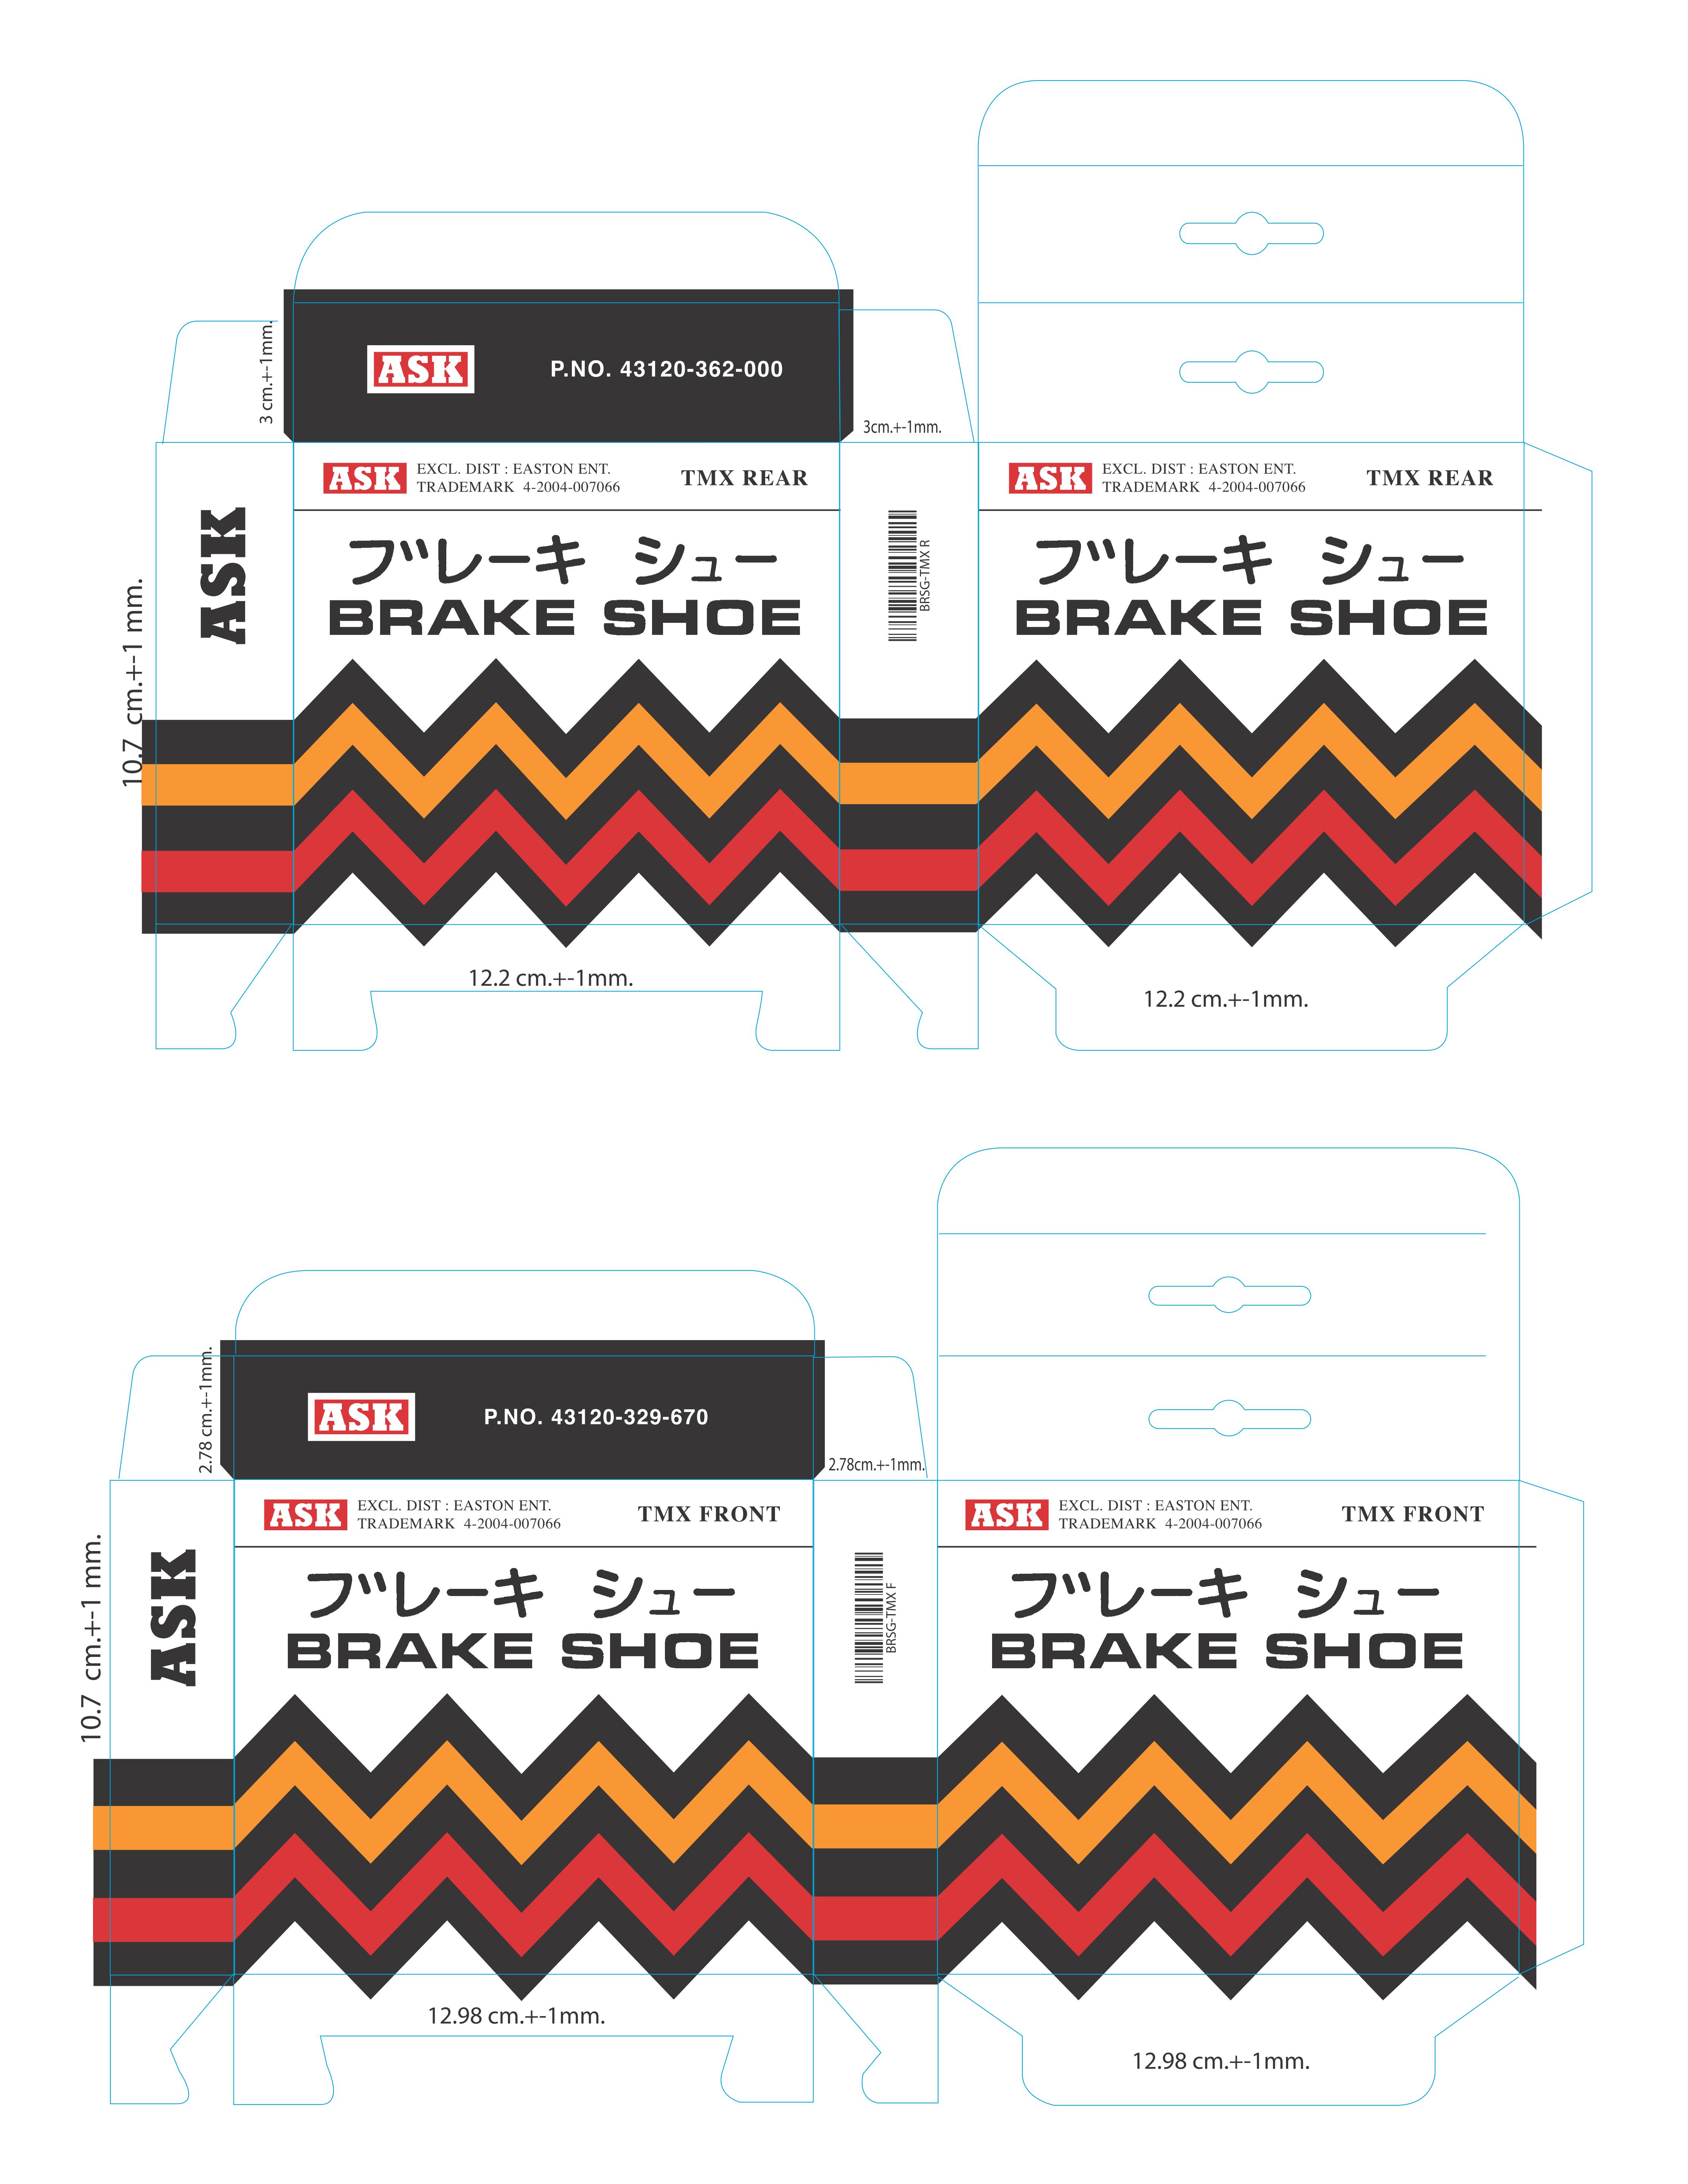 3 cm.+-1mm.
ASK
P.NO. 43120-362-000
3cm.+-1mm.
ASK
EXCL. DIST : EASTON ENT.
TRADEMARK 4-2004-007066
TMX REAR
ASK
EXCL. DIST : EASTON ENT.
TRADEMARK 4-2004-007066
TMX REAR
10.7 cm.+-1 mm.
ASK
ブレーキ シュー
BRAKE SHOE
BRSG-TMX R
ブレーキ シュー
BRAKE SHOE
12.2 cm.+-1mm.
12.2 cm.+-1mm.
2.78 cm.+-1mm.
ASK
P.NO. 43120-329-670
2.78cm.+-1mm.
ASK
EXCL. DIST : EASTON ENT.
TRADEMARK 4-2004-007066
TMX FRONT
ASK
EXCL. DIST : EASTON ENT.
TRADEMARK 4-2004-007066
TMX FRONT
10.7 cm.+-1 mm.
ASK
ブレーキ シュー
BRAKE SHOE
BRSG-TMX F
ブレーキ シュー
BRAKE SHOE
12.98 cm.+-1mm.
12.98 cm.+-1mm.